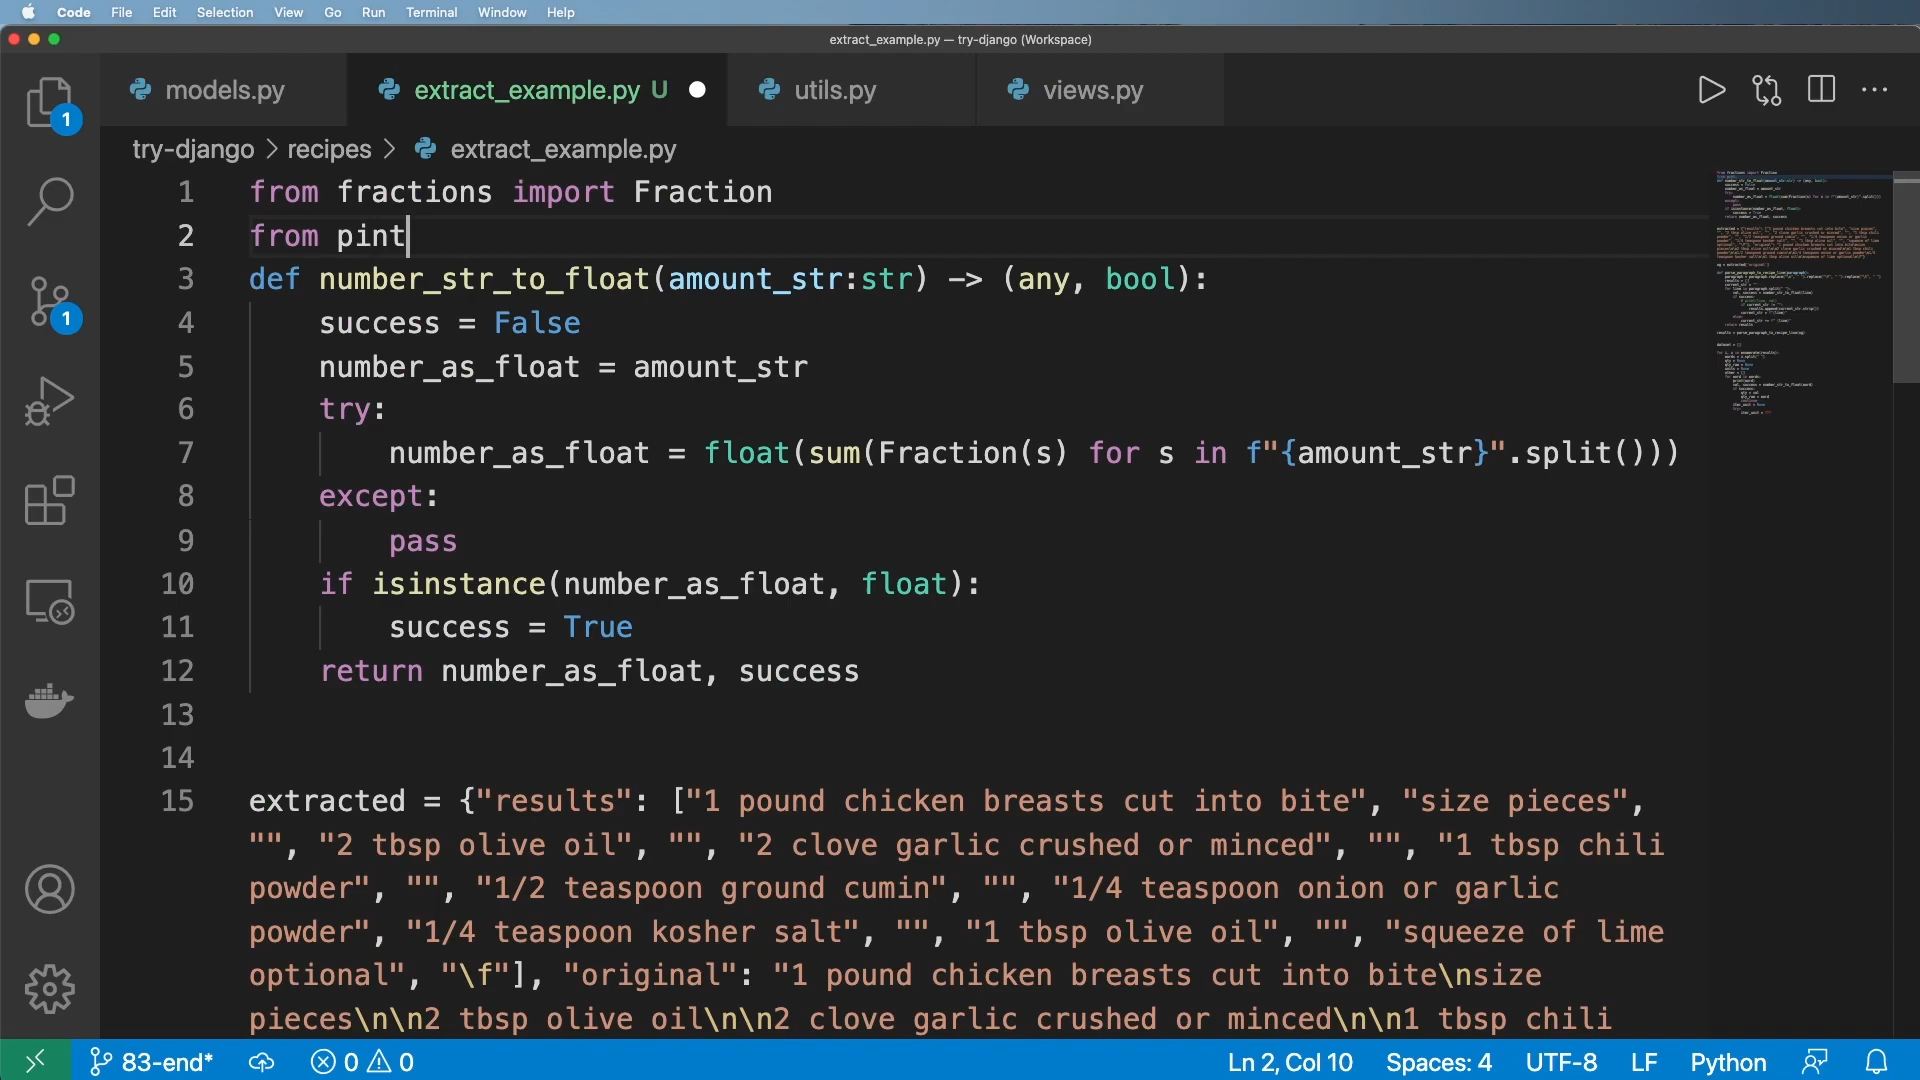 Code File Edit Selection View Go Run Terminal Window Help
extract_example.py — try-django (Workspace)
models.py extract_example.py U utils.py views.py
1
try-django > recipes > extract_example.py
1 from fractions import Fraction
2 from pint
3 def number_str_to_float(amount_str:str) -> (any, bool):
4 success = False
5 number_as_float = amount_str
6 try:
7 number_as_float = float(sum(Fraction(s) for s in f"{amount_str}".split()))
8 except:
9 pass
10 if isinstance(number_as_float, float):
11 success = True
12 return number_as_float, success
13
14
15 extracted = {"results": ["1 pound chicken breasts cut into bite", "size pieces",
"", "2 tbsp olive oil", "", "2 clove garlic crushed or minced", "", "1 tbsp chili
powder", "", "1/2 teaspoon ground cumin", "", "1/4 teaspoon onion or garlic
powder", "1/4 teaspoon kosher salt", "", "1 tbsp olive oil", "", "squeeze of lime
optional", "\f"], "original": "1 pound chicken breasts cut into bite\nsize
pieces\n\n2 tbsp olive oil\n\n2 clove garlic crushed or minced\n\n1 tbsp chili
1
83-end* 0 0 Ln 2, Col 10 Spaces: 4 UTF-8 LF Python